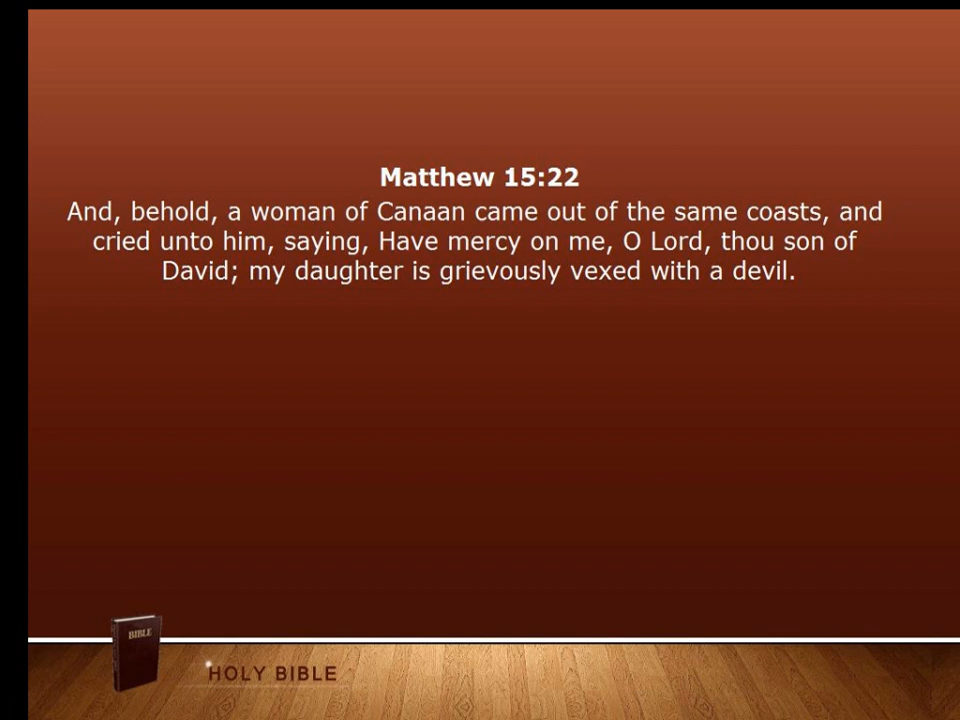 Matthew 15:22
And, behold, a woman of Canaan came out of the same coasts, and
cried unto him, saying, Have mercy on me, O Lord, thou son of
David; my daughter is grievously vexed with a devil.
BIBLE
HOLY BIBLE